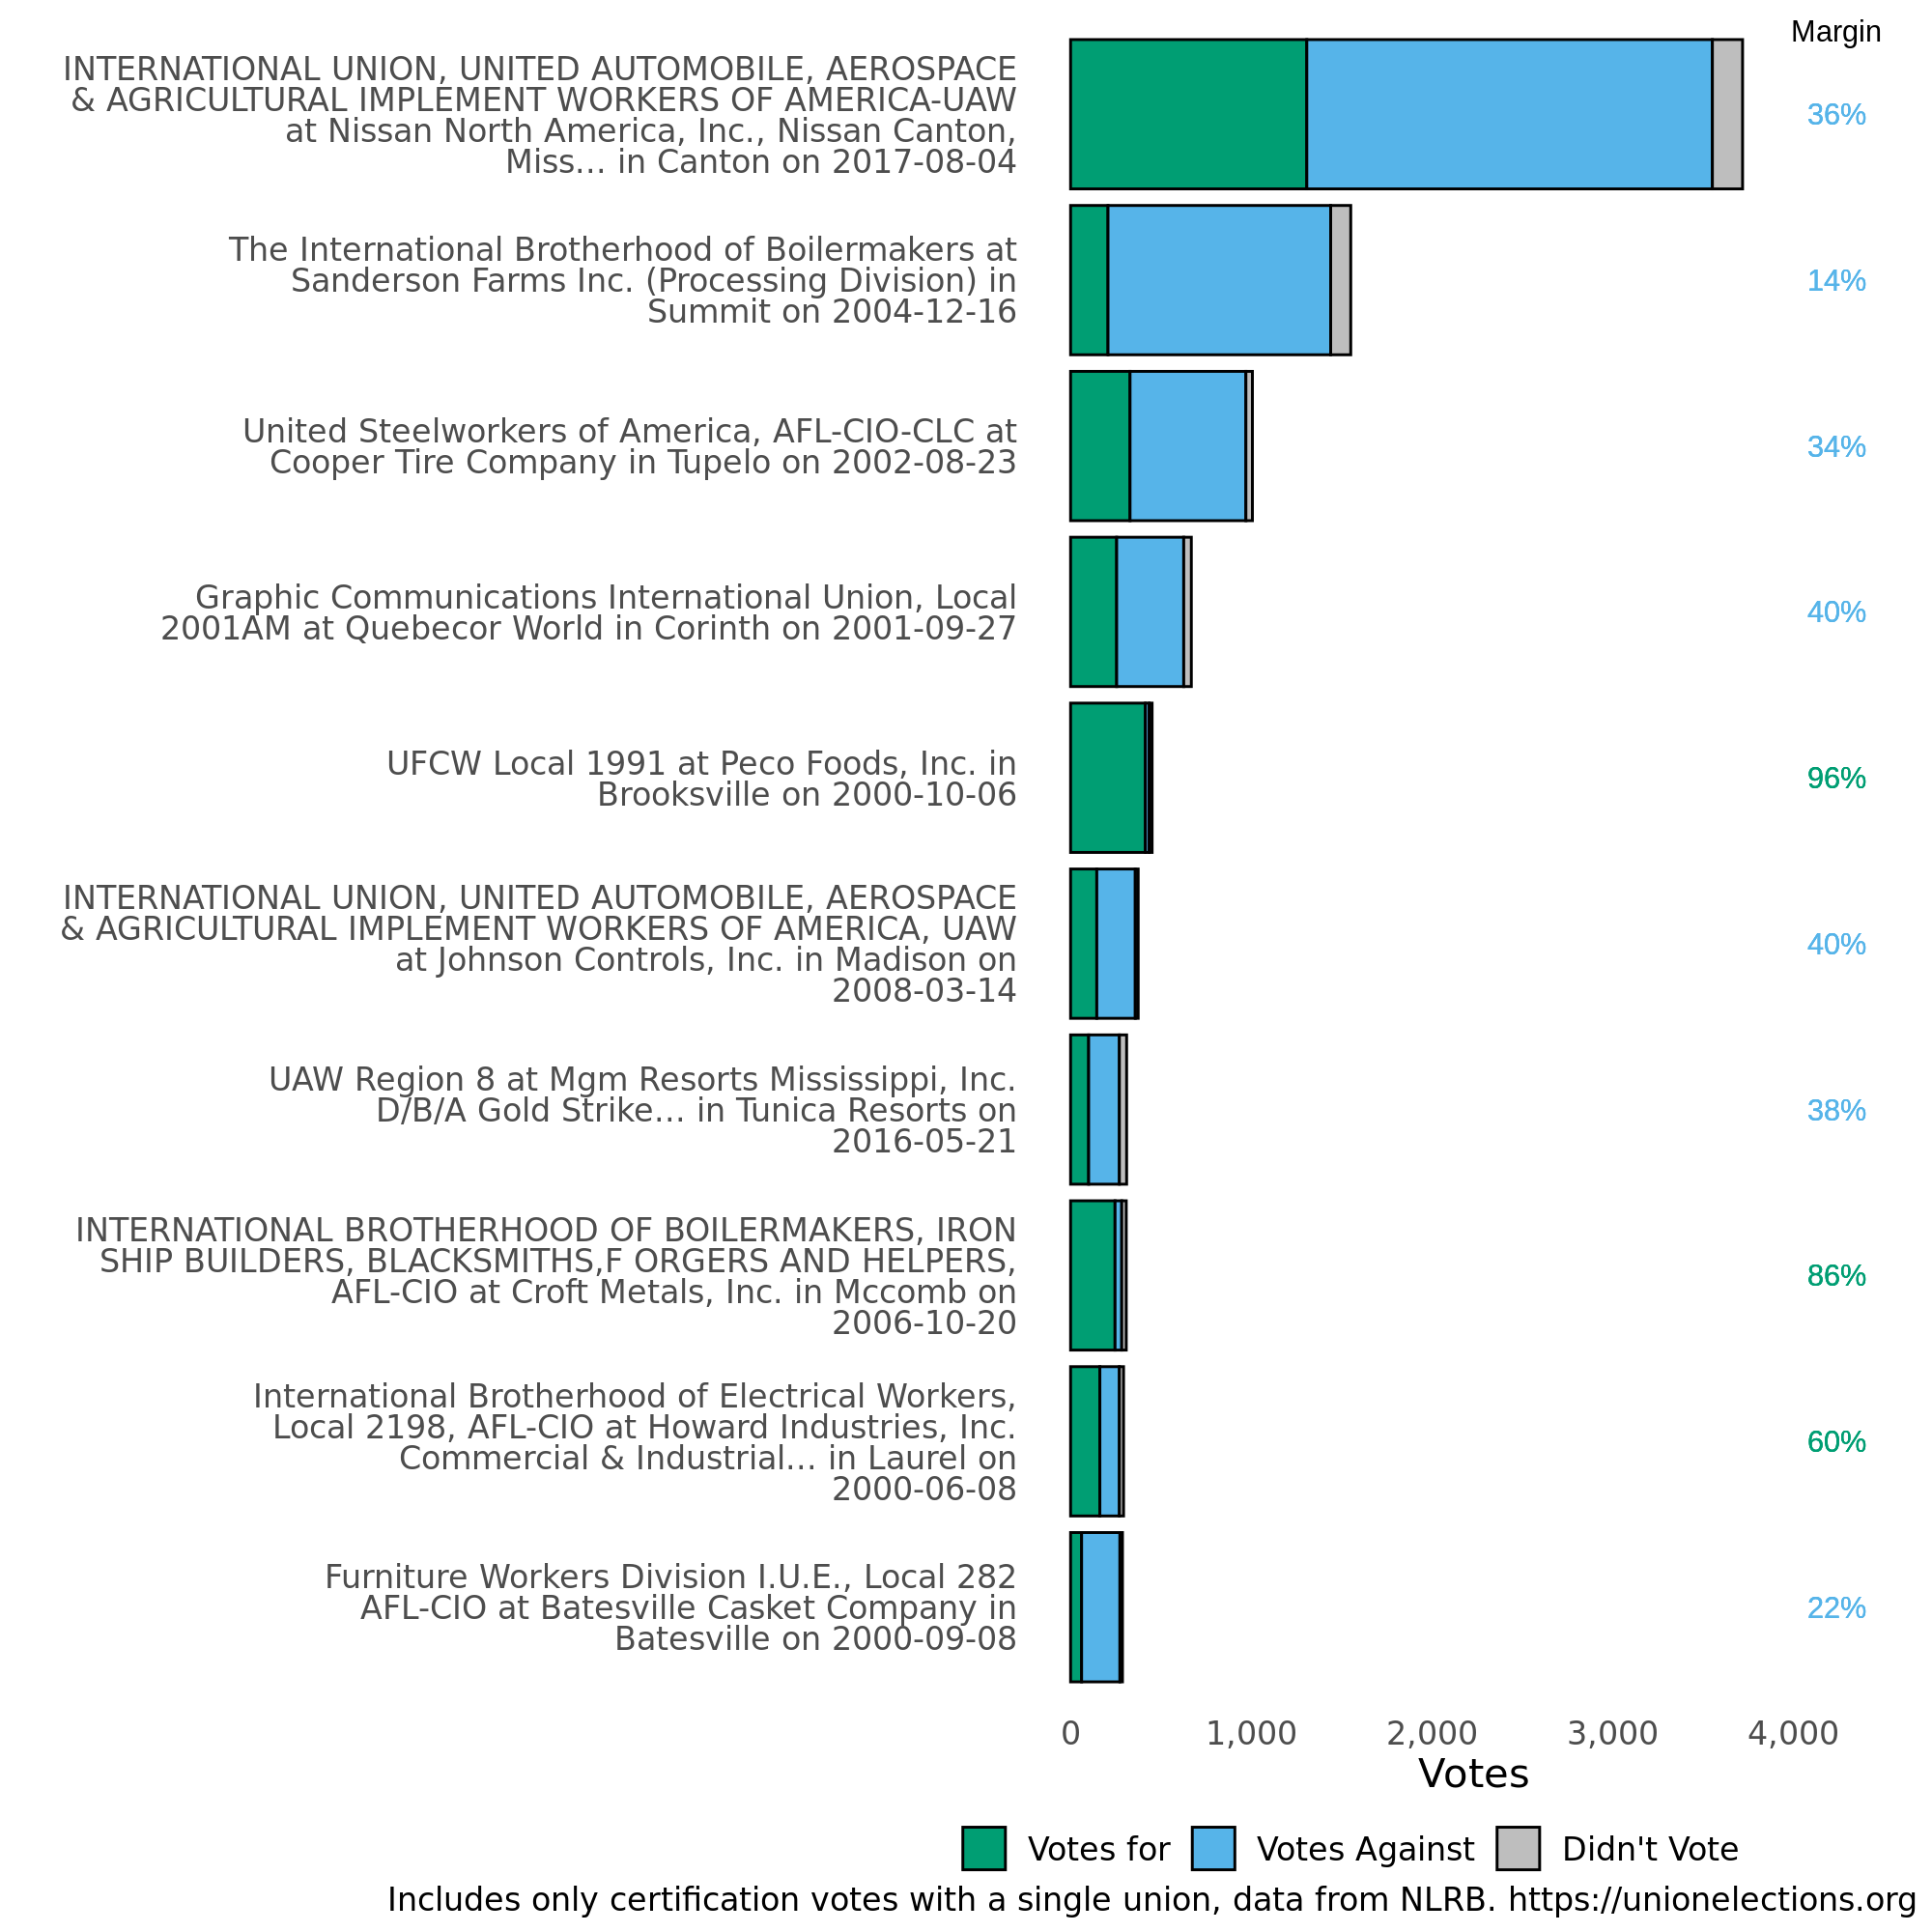 Margin
INTERNATIONAL UNION, UNITED AUTOMOBILE, AEROSPACE
& AGRICULTURAL IMPLEMENT WORKERS OF AMERICA-UAW
at Nissan North America, Inc., Nissan Canton,
Miss... in Canton on 2017-08-04
36%
The International Brotherhood of Boilermakers at
Sanderson Farms Inc. (Processing Division) in
Summit on 2004-12-16
14%
United Steelworkers of America, AFL-CIO-CLC at
Cooper Tire Company in Tupelo on 2002-08-23
34%
Graphic Communications International Union, Local
2001AM at Quebecor World in Corinth on 2001-09-27
40%
UFCW Local 1991 at Peco Foods, Inc. in
Brooksville on 2000-10-06
96%
INTERNATIONAL UNION, UNITED AUTOMOBILE, AEROSPACE
& AGRICULTURAL IMPLEMENT WORKERS OF AMERICA, UAW
at Johnson Controls, Inc. in Madison on
2008-03-14
40%
UAW Region 8 at Mgm Resorts Mississippi, Inc.
D/B/A Gold Strike... in Tunica Resorts on
2016-05-21
38%
INTERNATIONAL BROTHERHOOD OF BOILERMAKERS, IRON
SHIP BUILDERS, BLACKSMITHS,F ORGERS AND HELPERS,
AFL-CIO at Croft Metals, Inc. in Mccomb on
2006-10-20
86%
International Brotherhood of Electrical Workers,
Local 2198, AFL-CIO at Howard Industries, Inc.
Commercial & Industrial... in Laurel on
2000-06-08
60%
Furniture Workers Division I.U.E., Local 282
AFL-CIO at Batesville Casket Company in
Batesville on 2000-09-08
22%
0 1,000 2,000 3,000 4,000
Votes
Votes for Votes Against Didn't Vote
Includes only certification votes with a single union, data from NLRB. https://unionelections.org